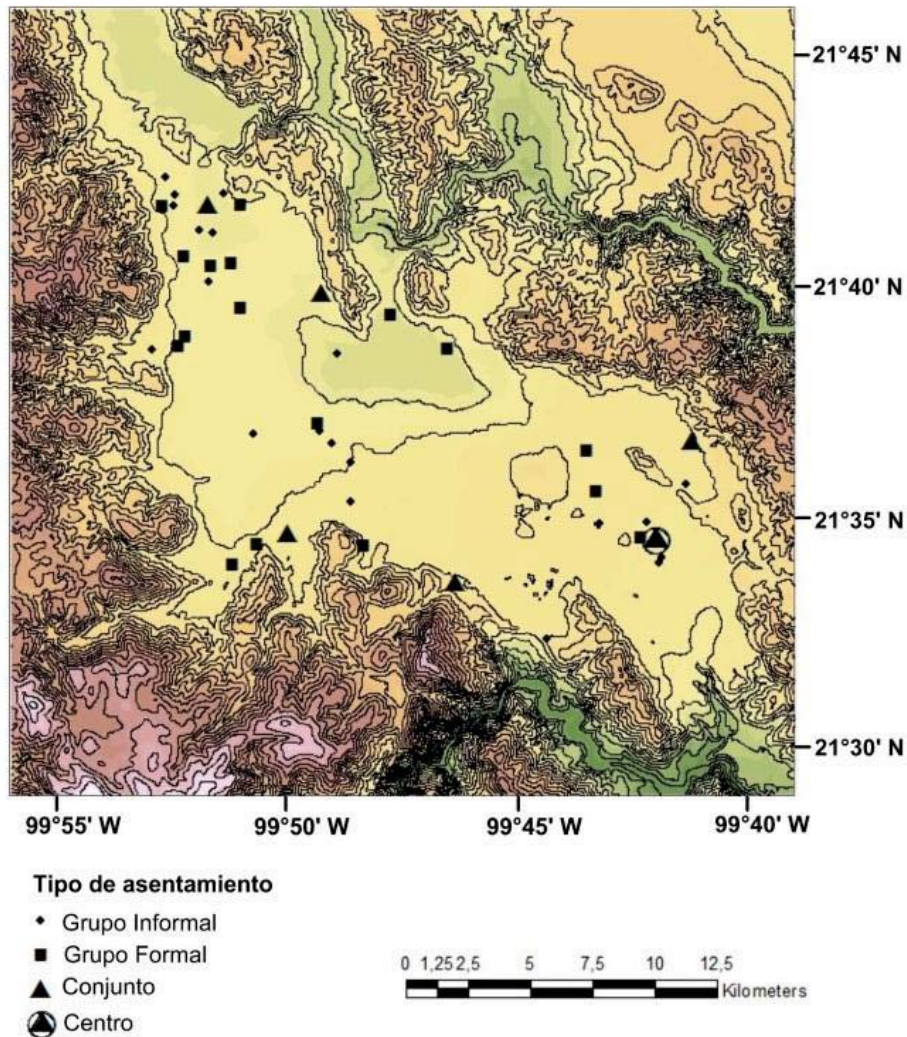 21°45' N
21°40' N
21°35' N
21°30' N
99°55' W 99°50' W 99°45' W 99°40' W
Tipo de asentamiento
Grupo Informal
Grupo Formal
Conjunto
Centro
0 1,25 2,5 5 7,5 10 12,5
Kilometers